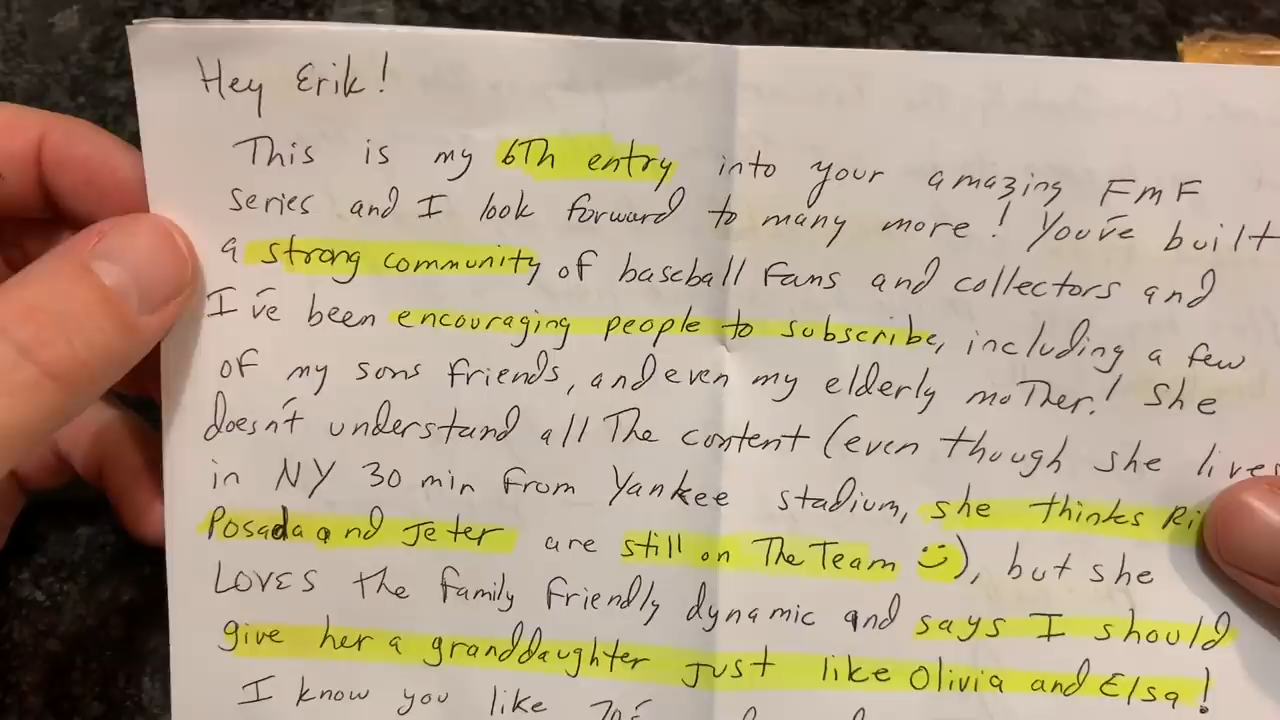 Hey Erik!
This is my 6Th entry into your amazing FmF
series and I look forward to many more! You've built
a strong community of baseball fans and collectors and
I've been encouraging people to subscribe, including a few
of my sons friends, and even my elderly moTher! She
doesn't understand all The content (even though she lives
in NY 30 min from Yankee stadium, she thinks
Posada and Jeter are still on The Team ), but she
LOVES the family friendly dynamic and says I should
give her a granddaughter just like Olivia and Elsa!
I know you like